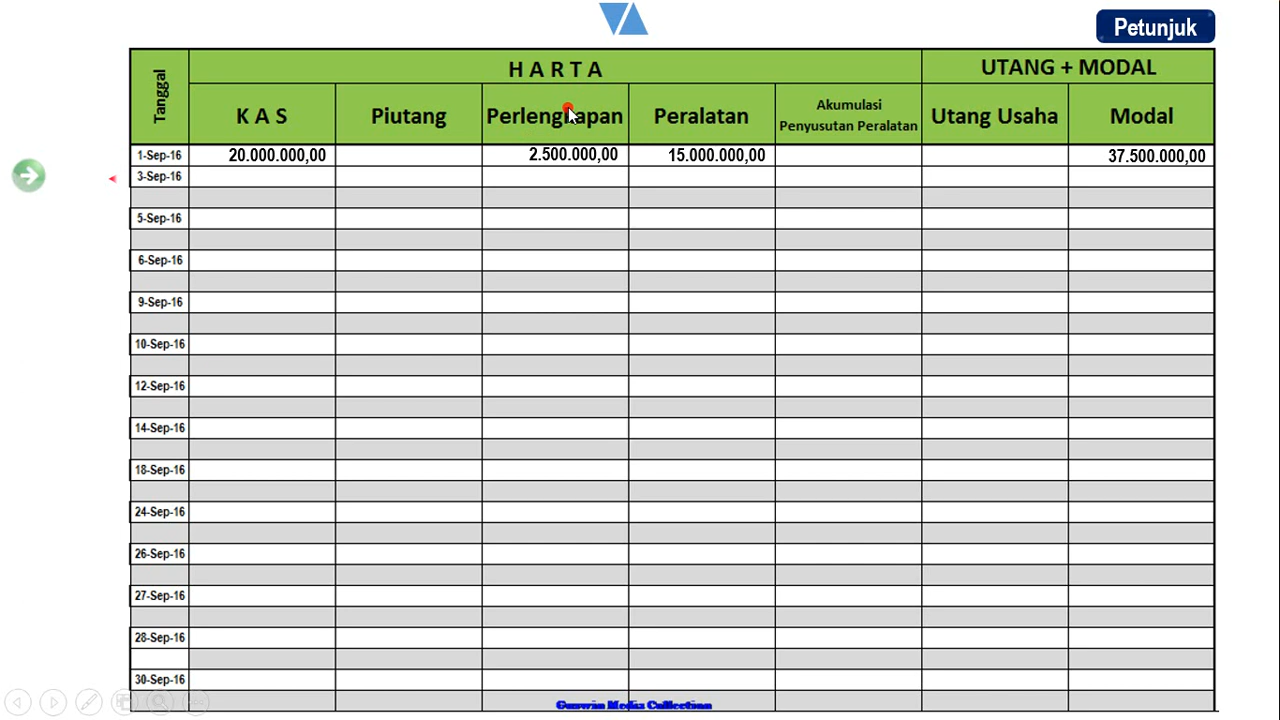 Petunjuk
Tanggal
H A R T A
UTANG + MODAL
K A S
Piutang
Perlengkapan
Peralatan
Akumulasi
Penyusutan Peralatan
Utang Usaha
Modal
1-Sep-16 20.000.000,00 2.500.000,00 15.000.000,00 37.500.000,00
3-Sep-16
5-Sep-16
6-Sep-16
9-Sep-16
10-Sep-16
12-Sep-16
14-Sep-16
18-Sep-16
24-Sep-16
26-Sep-16
27-Sep-16
28-Sep-16
30-Sep-16
Guswin Media Collection